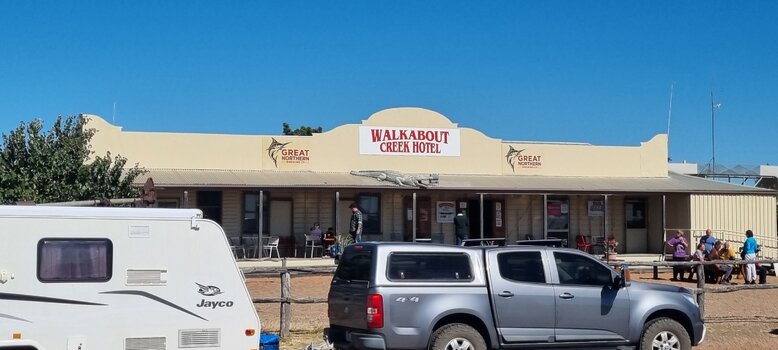 WALKABOUT
CREEK HOTEL
GREAT
NORTHERN
GREAT
NORTHERN
Jayco
4x4